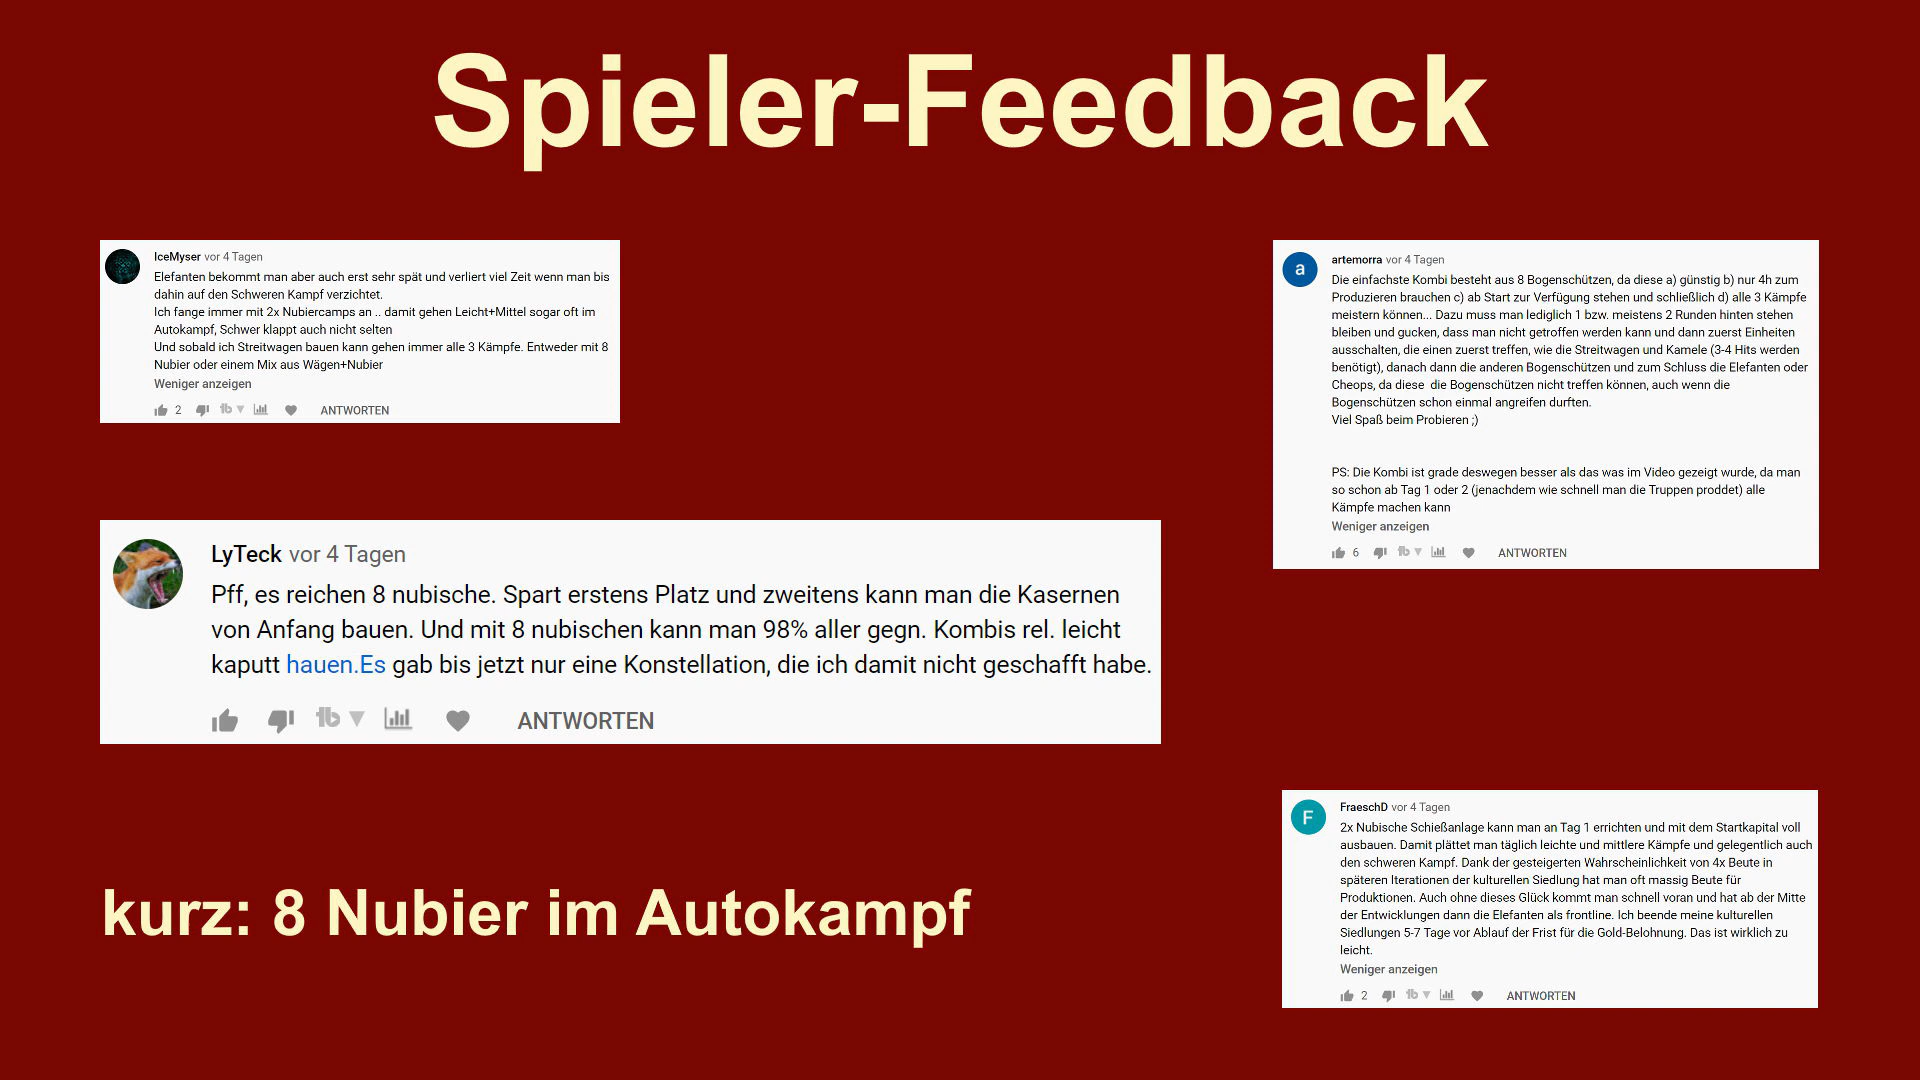 Spieler-Feedback
IceMyser vor 4 Tagen
Elefanten bekommt man aber auch erst sehr spät und verliert viel Zeit wenn man bis
dahin auf den Schweren Kampf verzichtet.
Ich fange immer mit 2x Nubiercamps an .. damit gehen Leicht+Mittel sogar oft im
Autokampf, Schwer klappt auch nicht selten
Und sobald ich Streitwagen bauen kann gehen immer alle 3 Kämpfe. Entweder mit 8
Nubier oder einem Mix aus Wägen+Nubier
Weniger anzeigen
2 tb ANTWORTEN
LyTeck vor 4 Tagen
Pff, es reichen 8 nubische. Spart erstens Platz und zweitens kann man die Kasernen
von Anfang bauen. Und mit 8 nubischen kann man 98% aller gegn. Kombis rel. leicht
kaputt hauen.Es gab bis jetzt nur eine Konstellation, die ich damit nicht geschafft habe.
tb ANTWORTEN
kurz: 8 Nubier im Autokampf
a
artemorra vor 4 Tagen
Die einfachste Kombi besteht aus 8 Bogenschützen, da diese a) günstig b) nur 4h zum
Produzieren brauchen c) ab Start zur Verfügung stehen und schließlich d) alle 3 Kämpfe
meistern können... Dazu muss man lediglich 1 bzw. meistens 2 Runden hinten stehen
bleiben und gucken, dass man nicht getroffen werden kann und dann zuerst Einheiten
ausschalten, die einen zuerst treffen, wie die Streitwagen und Kamele (3-4 Hits werden
benötigt), danach dann die anderen Bogenschützen und zum Schluss die Elefanten oder
Cheops, da diese die Bogenschützen nicht treffen können, auch wenn die
Bogenschützen schon einmal angreifen durften.
Viel Spaß beim Probieren ;)
PS: Die Kombi ist grade deswegen besser als das was im Video gezeigt wurde, da man
so schon ab Tag 1 oder 2 (jenachdem wie schnell man die Truppen proddet) alle
Kämpfe machen kann
Weniger anzeigen
6 tb ANTWORTEN
F
FraeschD vor 4 Tagen
2x Nubische Schießanlage kann man an Tag 1 errichten und mit dem Startkapital voll
ausbauen. Damit plättet man täglich leichte und mittlere Kämpfe und gelegentlich auch
den schweren Kampf. Dank der gesteigerten Wahrscheinlichkeit von 4x Beute in
späteren Iterationen der kulturellen Siedlung hat man oft massig Beute für
Produktionen. Auch ohne dieses Glück kommt man schnell voran und hat ab der Mitte
der Entwicklungen dann die Elefanten als frontline. Ich beende meine kulturellen
Siedlungen 5-7 Tage vor Ablauf der Frist für die Gold-Belohnung. Das ist wirklich zu
leicht.
Weniger anzeigen
2 tb ANTWORTEN